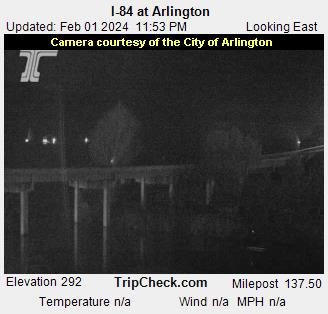 I-84 at Arlington
Updated: Feb 01 2024 11:53 PM Looking East
Camera courtesy of the City of Arlington
Elevation 292 TripCheck.com Milepost 137.50
Temperature n/a Wind n/a MPH n/a